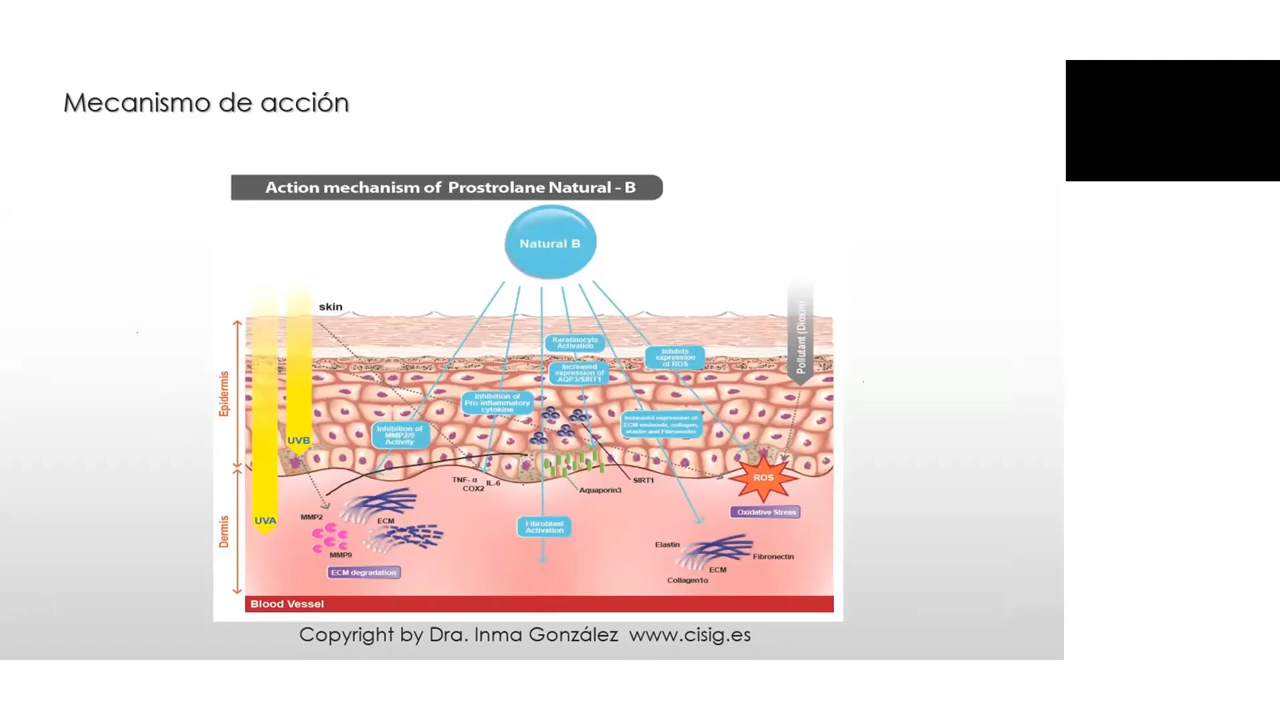 Mecanismo de acción
Action mechanism of Prostrolane Natural - B
Natural B
skin
Keratinocyte
Activation
Inhibits
expression
of ROS
Pollutant (Dioxin)
Increased
expression of
AQP3/SIRT1
Epidermis
Inhibition of
Pro inflammatory
cytokine
Increased expression of
ECM molecule, collagen,
elastin and Fibronectin
Inhibition of
MMP2/9
Activity
UVB
TNF- α
COX2
IL-6
SIRT1
Aquaporin3
ROS
Oxidative Stress
UVA
MMP2
ECM
MMP9
ECM degradation
Dermis
Fibroblast
Activation
Elastin
Fibronectin
ECM
Collagen1α
Blood Vessel
Copyright by Dra. Inma González www.cisig.es